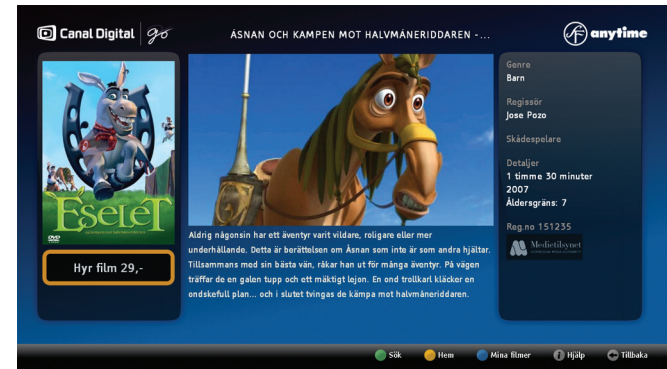 Canal Digital go
ÅSNAN OCH KAMPEN MOT HALVMÅNERIDDAREN -...
SF anytime
ESELET
DVD
Hyr film 29,-
Aldrig någonsin har ett äventyr varit vildare, roligare eller mer
underhållande. Detta är berättelsen om Åsnan som inte är som andra hjältar.
Tillsammans med sin bästa vän, råkar han ut för många äventyr. På vägen
träffar de en galen tupp och ett mäktigt lejon. En ond trollkarl kläcker en
ondskefull plan... och i slutet tvingas de kämpa mot halvmåneriddaren.
Genre
Barn
Regissör
Jose Pozo
Skådespelare
Detaljer
1 timme 30 minuter
2007
Åldersgräns: 7
Reg.no 151235
Medietilsynet
Sök
Hem
Mina filmer
Hjälp
Tillbaka